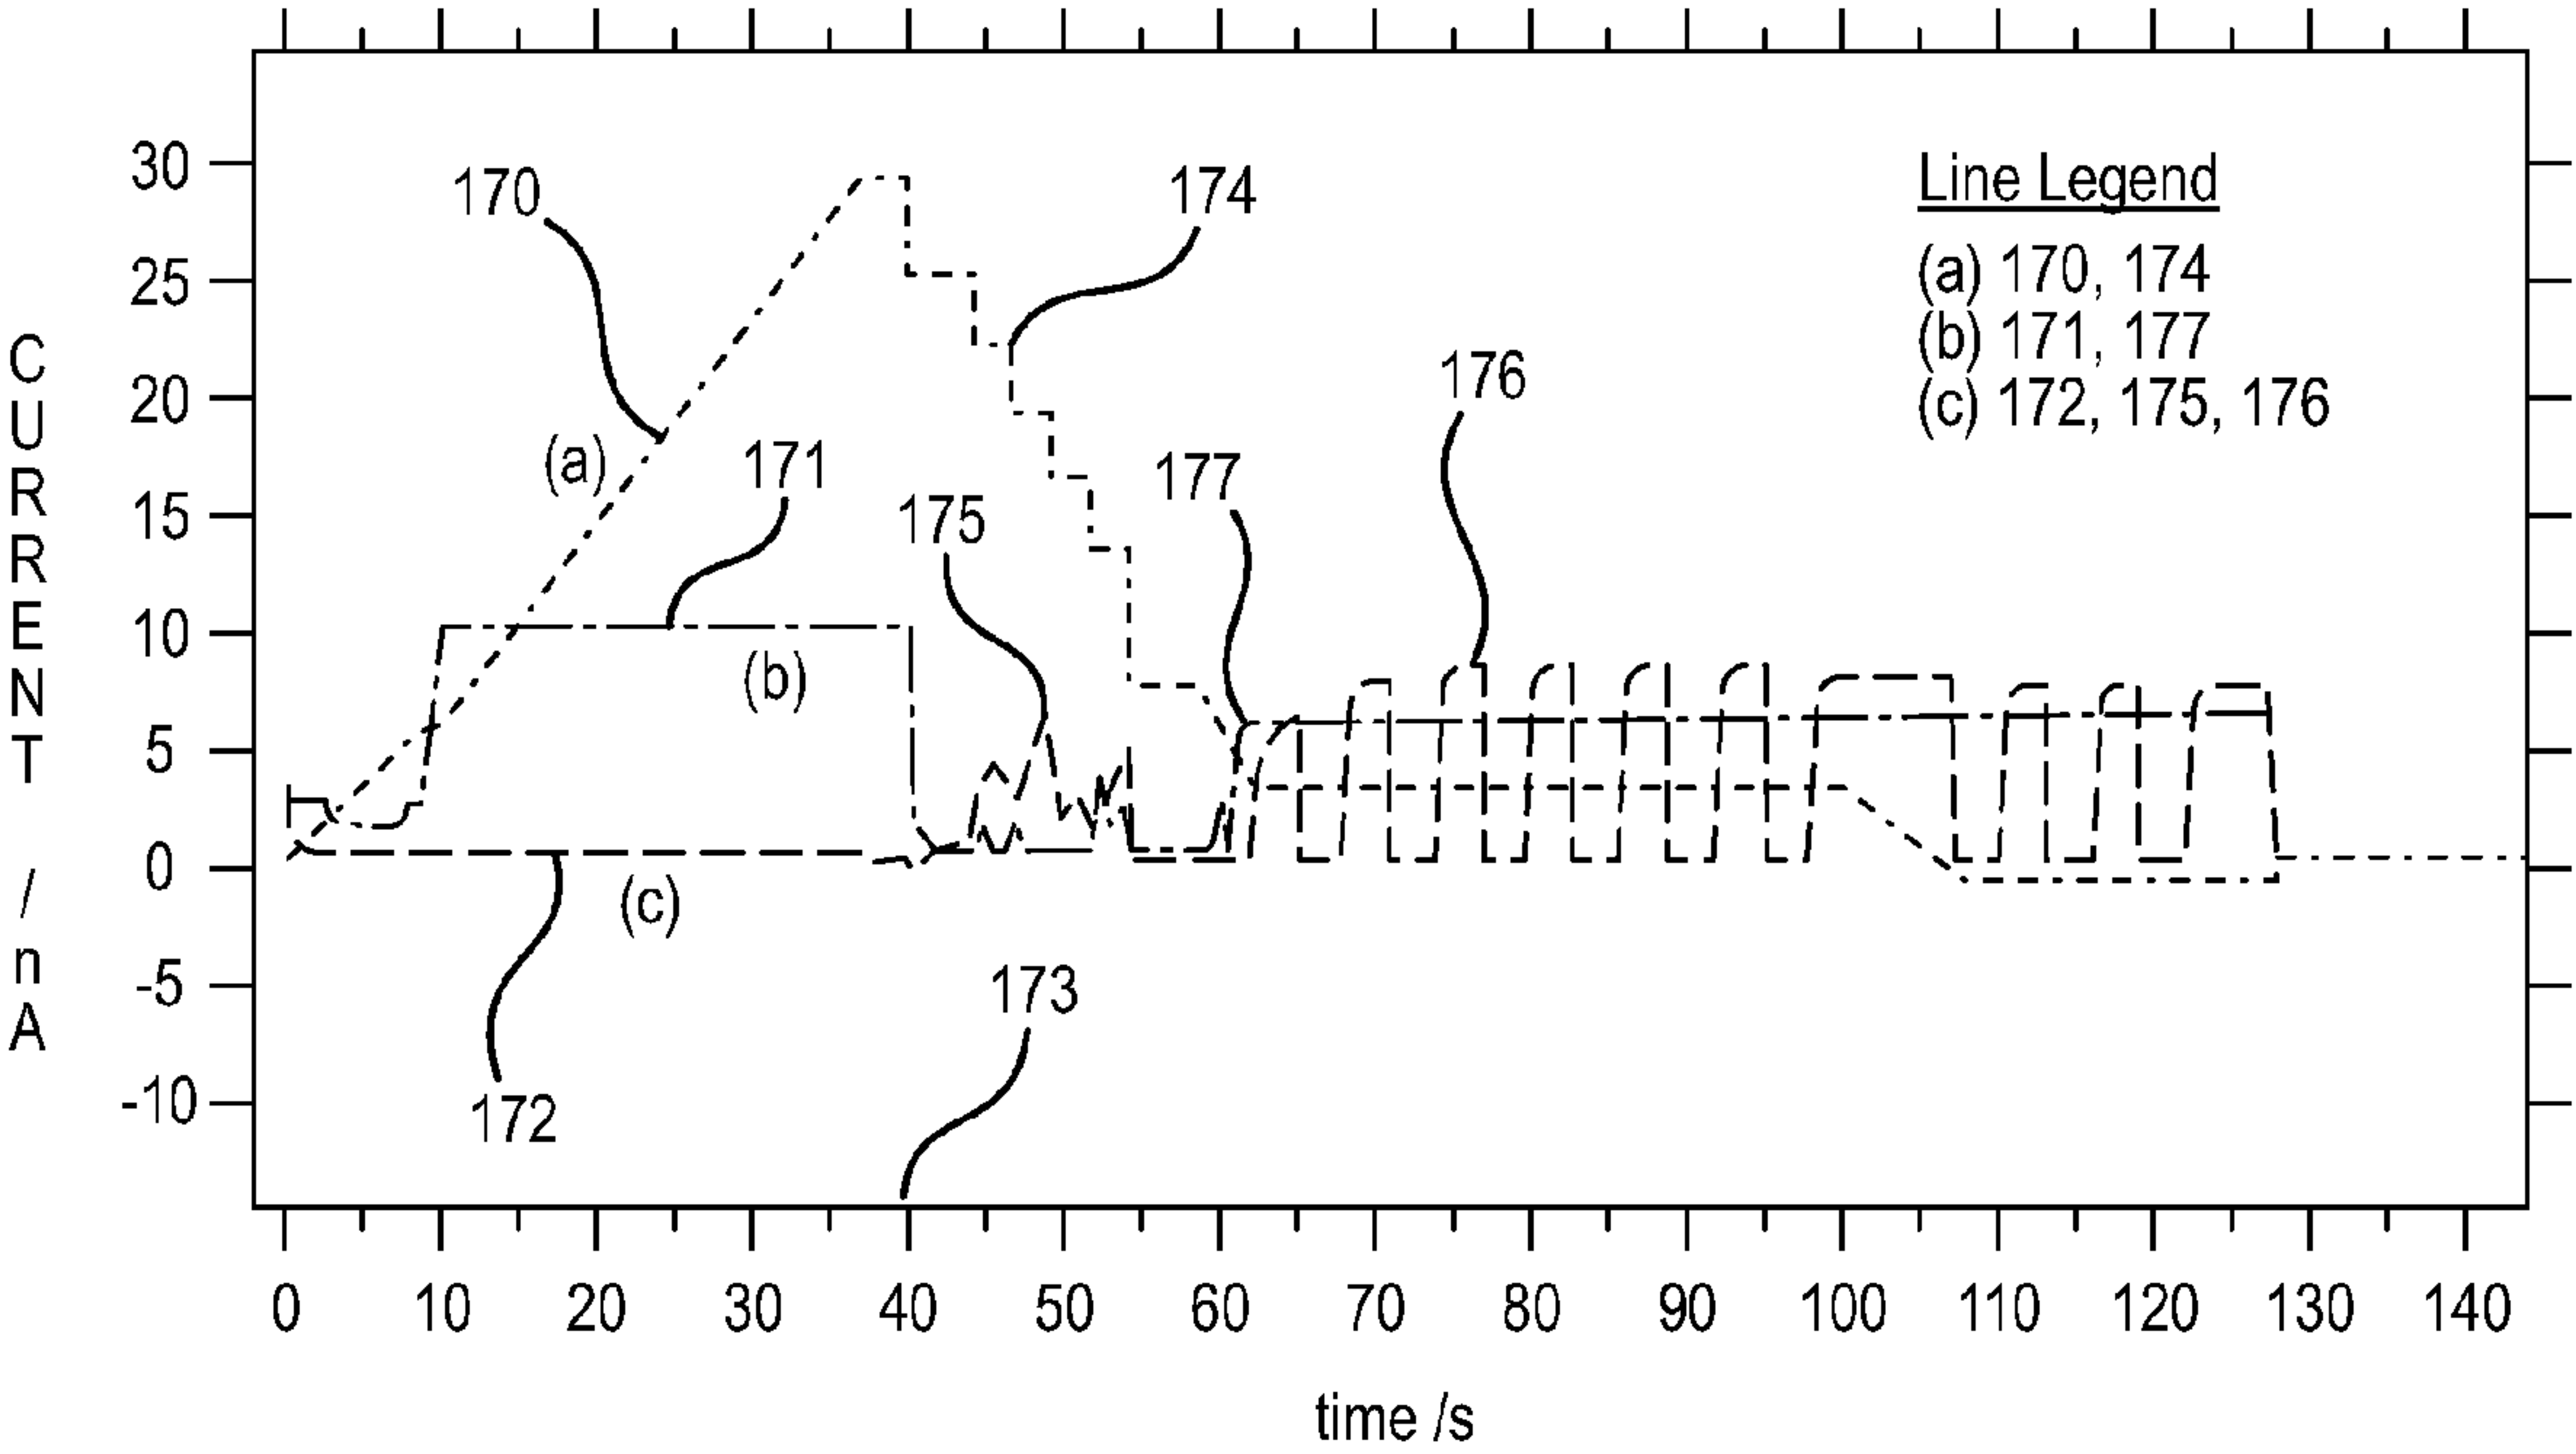 CURRENT /nA
30
25
20
15
10
5
0
-5
-10
170
174
Line Legend
(a) 170, 174
(b) 171, 177
(c) 172, 175, 176
176
(a)
171
177
175
(b)
(c)
173
172
0 10 20 30 40 50 60 70 80 90 100 110 120 130 140
time /s